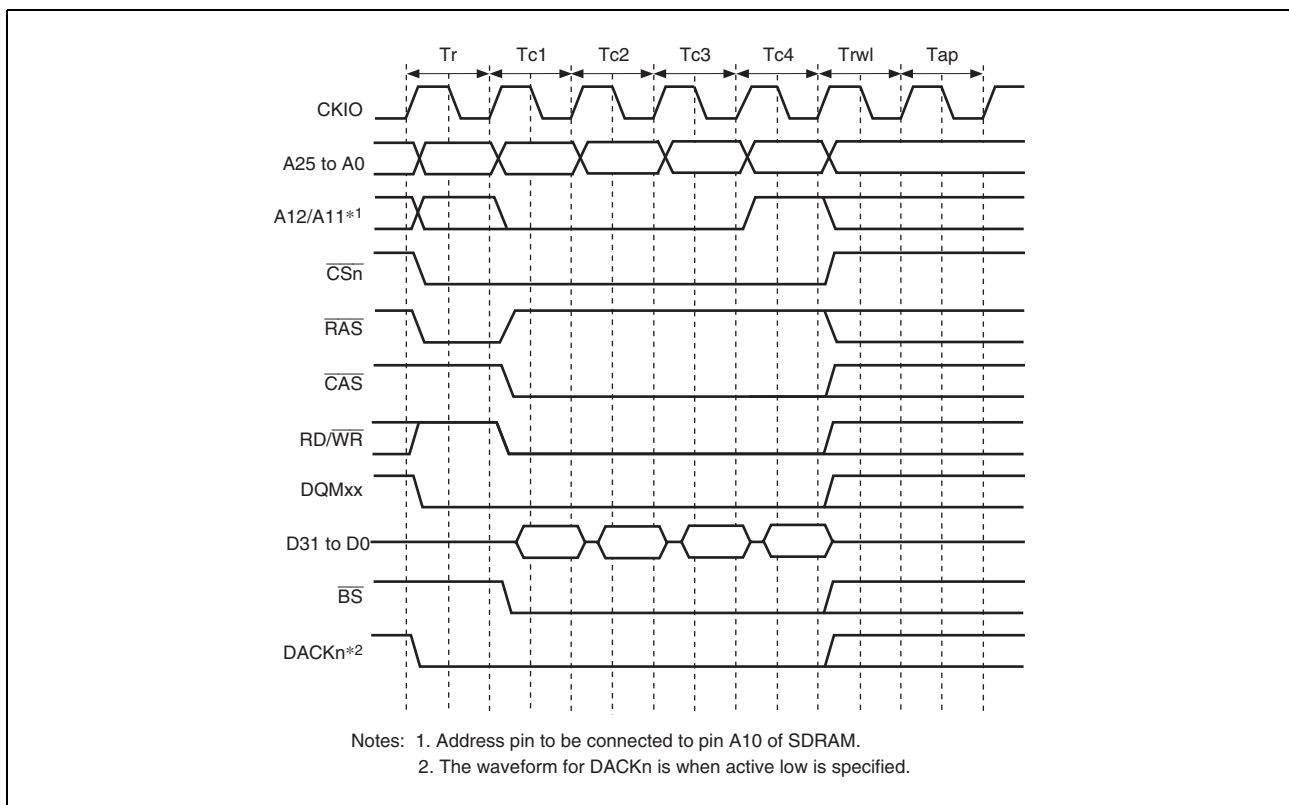 Tr Tc1 Tc2 Tc3 Tc4 Trwl Tap
CKIO
A25 to A0
A12/A11*1
CSn
RAS
CAS
RD/WR
DQMxx
D31 to D0
BS
DACKn*2
Notes: 1. Address pin to be connected to pin A10 of SDRAM.
2. The waveform for DACKn is when active low is specified.